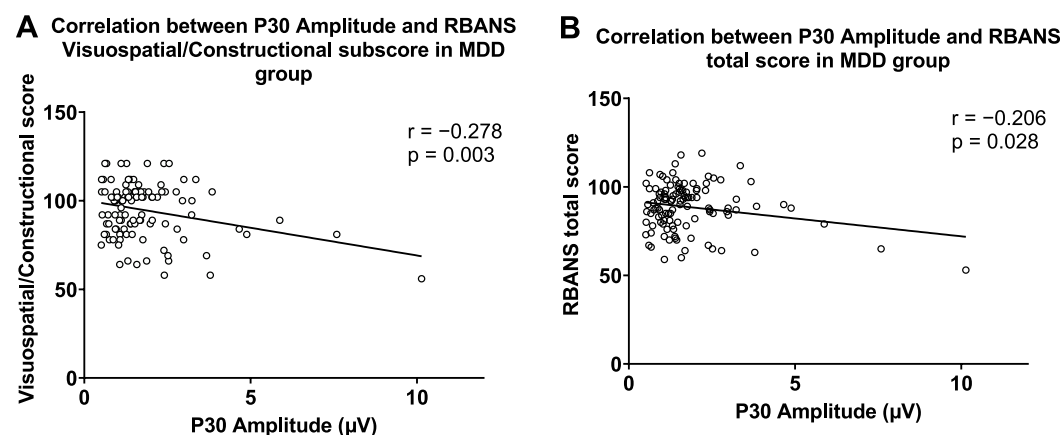 A
Correlation between P30 Amplitude and RBANS
Visuospatial/Constructional subscore in MDD
group
Visuospatial/Constructional score
150
100
50
0
r = −0.278
p = 0.003
0
5
10
P30 Amplitude (µV)
B
Correlation between P30 Amplitude and RBANS
total score in MDD group
RBANS total score
150
100
50
0
r = −0.206
p = 0.028
0
5
10
P30 Amplitude (µV)